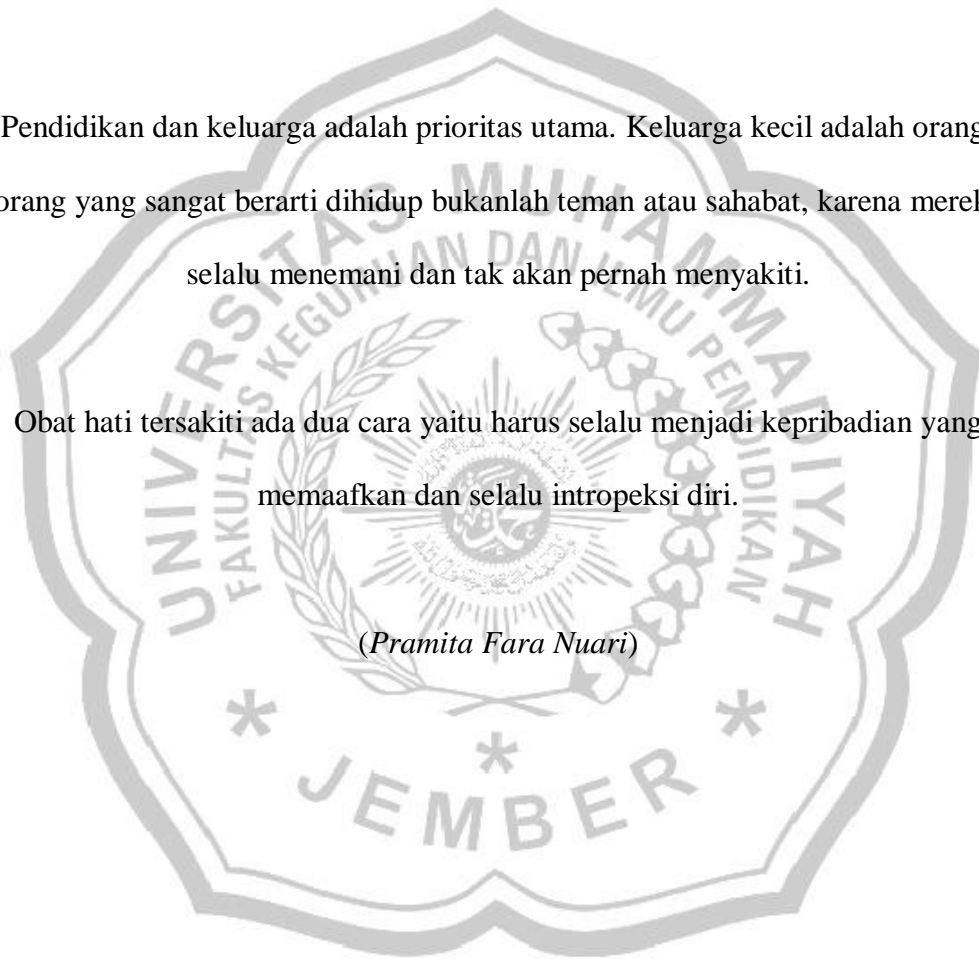 Pendidikan dan keluarga adalah prioritas utama. Keluarga kecil adalah orang
orang yang sangat berarti dihidup bukanlah teman atau sahabat, karena merek
selalu menemani dan tak akan pernah menyakiti.
Obat hati tersakiti ada dua cara yaitu harus selalu menjadi kepribadian yang
memaafkan dan selalu intropeksi diri.
(Pramita Fara Nuari)
UNIVERSITAS MUHAMMADIYAH
FAKULTAS KEGURUAN DAN ILMU PENDIDIKAN
* JEMBER *
*